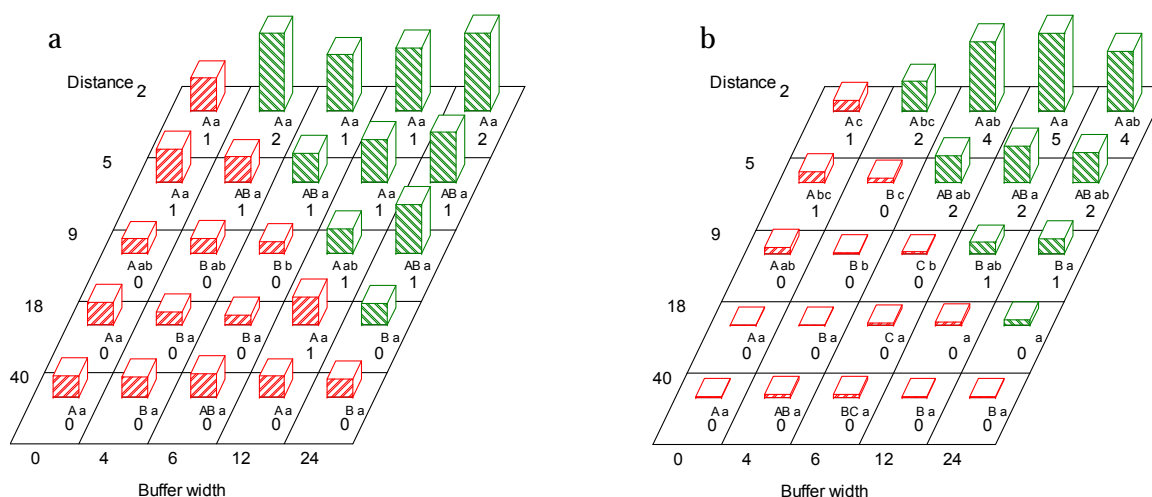 a
Distance 2
A a A a A a A a A a
1 2 1 1 2
5
A a AB a AB a A a AB a
1 1 1 1 1
9
A ab B ab B b A ab AB a
0 0 0 1 1
18
A a B a B a A a B a
0 0 0 1 0
40
A a B a AB a A a B a
0 0 0 0 0
0 4 6 12 24
Buffer width
b
Distance 2
A c A bc A ab A a A ab
1 2 4 5 4
5
A bc B c AB ab AB a AB ab
1 0 2 2 2
9
A ab B b C b B ab B a
0 0 0 1 1
18
A a B a C a a a
0 0 0 0 0
40
A a AB a BC a B a B a
0 0 0 0 0
0 4 6 12 24
Buffer width